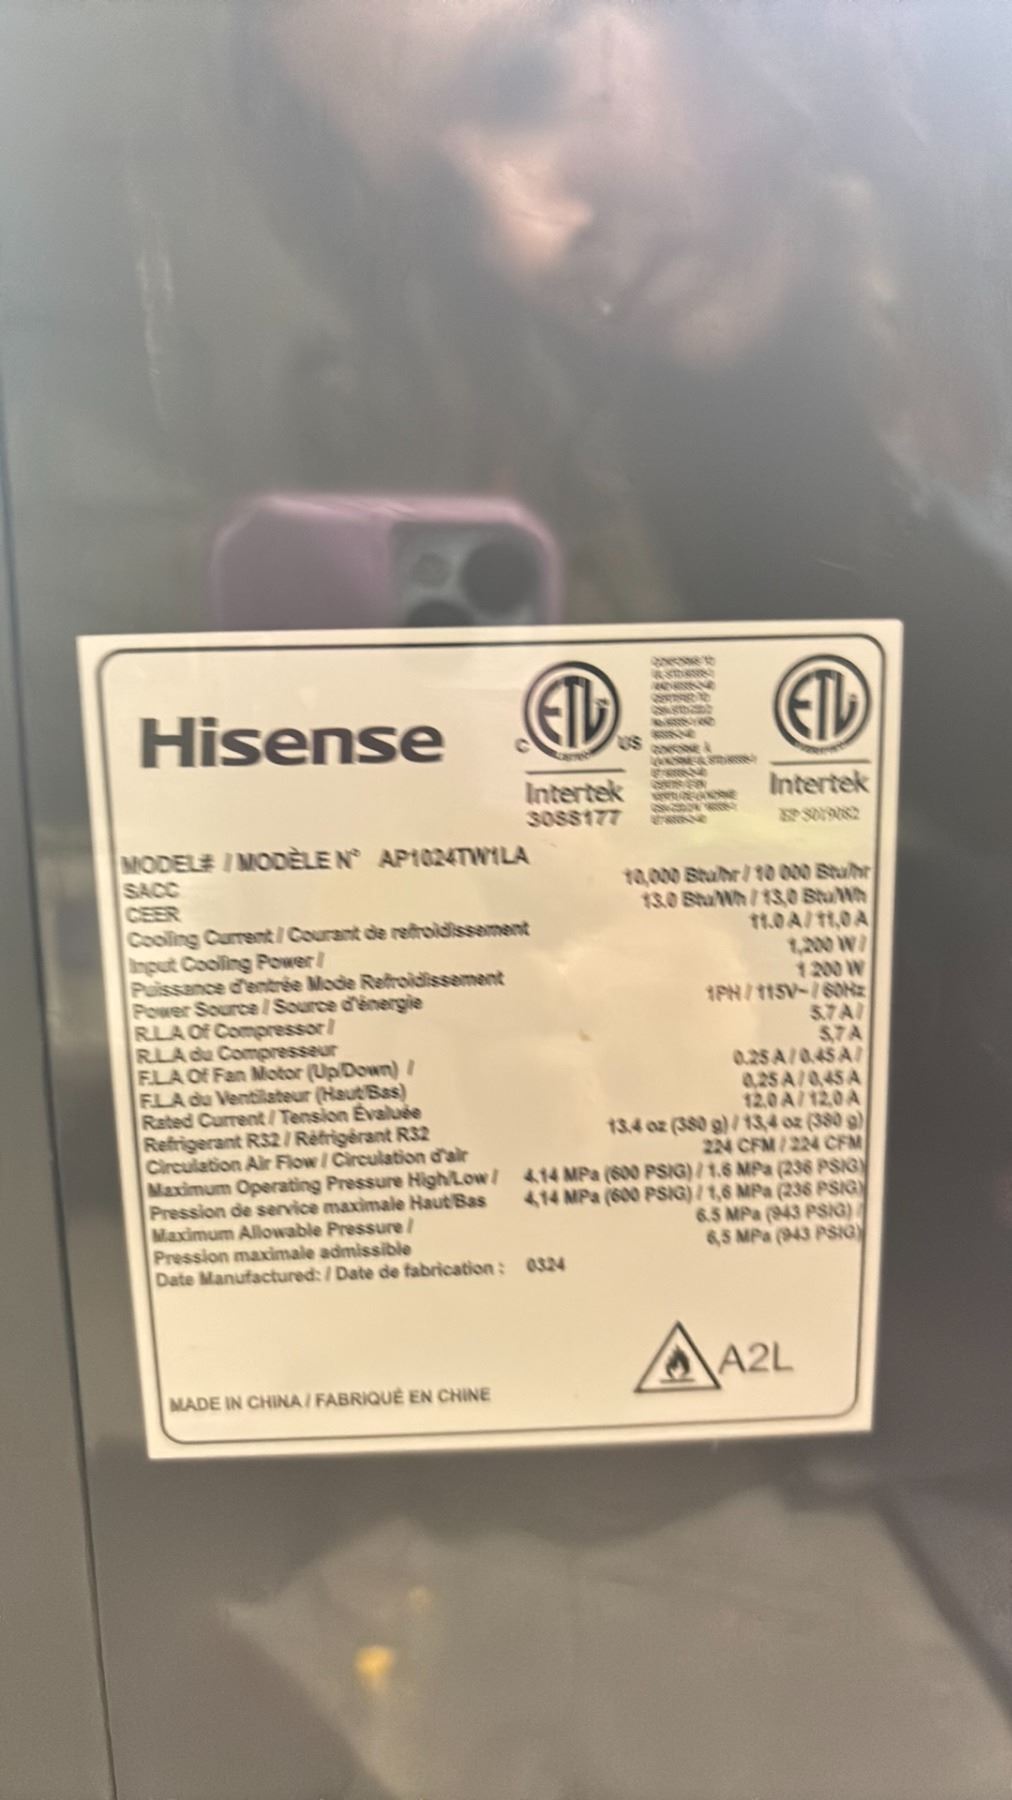 Hisense
ETL
C
US
Intertek
3088177
ETL
Intertek
MODEL# / MODÈLE N° AP1024TW1LA
SACC 10,000 Btu/hr / 10 000 Btu/hr
CEER 13.0 Btu/Wh / 13,0 Btu/Wh
Cooling Current / Courant de refroidissement 11.0 A / 11,0 A
Input Cooling Power / 1,200 W /
Puissance d'entrée Mode Refroidissement 1 200 W
Power Source / Source d'énergie 1PH / 115V~ / 60Hz
R.L.A Of Compressor / 5.7 A /
R.L.A du Compresseur 5,7 A
F.L.A Of Fan Motor (Up/Down) / 0.25 A / 0.45 A /
F.L.A du Ventilateur (Haut/Bas) 0,25 A / 0,45 A
Rated Current / Tension Évaluée 12.0 A / 12,0 A
Refrigerant R32 / Réfrigérant R32 13.4 oz (380 g) / 13,4 oz (380 g)
Circulation Air Flow / Circulation d'air 224 CFM / 224 CFM
Maximum Operating Pressure High/Low / 4.14 MPa (600 PSIG) / 1.6 MPa (236 PSIG)
Pression de service maximale Haut/Bas 4,14 MPa (600 PSIG) / 1,6 MPa (236 PSIG)
Maximum Allowable Pressure / 6.5 MPa (943 PSIG) /
Pression maximale admissible 6,5 MPa (943 PSIG)
Date Manufactured: / Date de fabrication : 0324
A2L
MADE IN CHINA / FABRIQUÉ EN CHINE